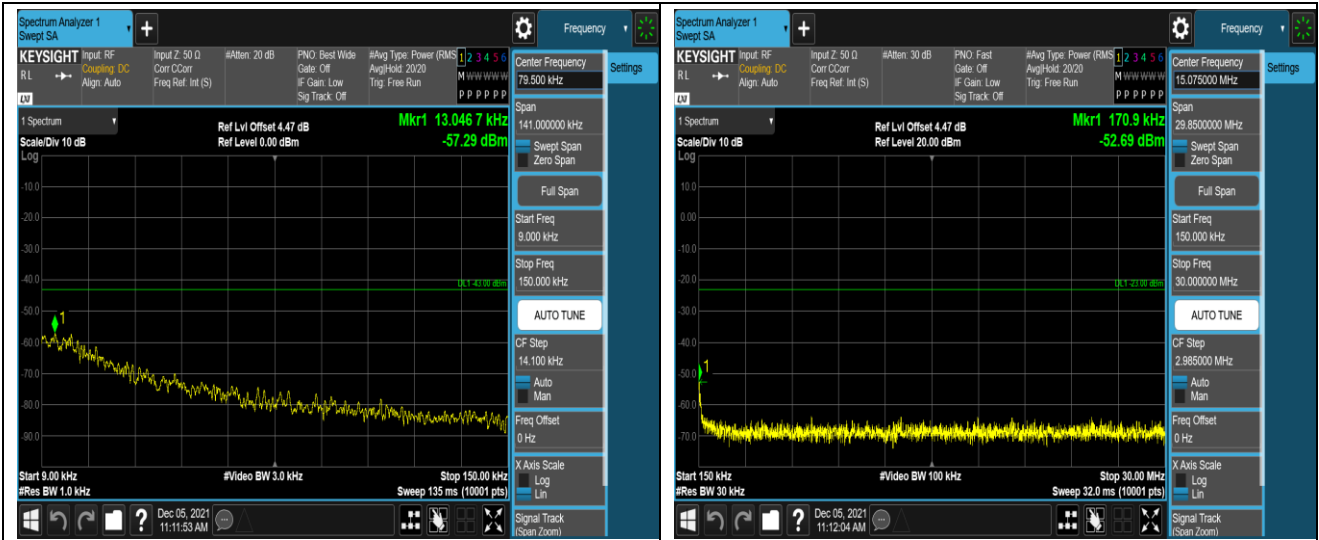 Spectrum Analyzer 1
Swept SA
+
Frequency
KEYSIGHT
Input: RF
Coupling: DC
Align: Auto
Input Z: 50 Ω
Corr CCorr
Freq Ref: Int (S)
#Atten: 20 dB
PNO: Best Wide
Gate: Off
IF Gain: Low
Sig Track: Off
#Avg Type: Power (RMS
Avg|Hold: 20/20
Trig: Free Run
1 2 3 4 5 6
M W W W W W
P P P P P P
RL
LXI
Center Frequency
79.500 kHz
Settings
Span
141.000000 kHz
Swept Span
Zero Span
Full Span
Start Freq
9.000 kHz
Stop Freq
150.000 kHz
AUTO TUNE
CF Step
14.100 kHz
Auto
Man
Freq Offset
0 Hz
X Axis Scale
Log
Lin
Signal Track
(Span Zoom)
1 Spectrum
Scale/Div 10 dB
Log
Ref Lvl Offset 4.47 dB
Ref Level 0.00 dBm
Mkr1 13.046 7 kHz
-57.29 dBm
-10.0
-20.0
-30.0
-40.0
DL1 -43.00 dBm
-50.0
1
-60.0
-70.0
-80.0
-90.0
Start 9.00 kHz
#Res BW 1.0 kHz
#Video BW 3.0 kHz
Stop 150.00 kHz
Sweep 135 ms (10001 pts)
?
Dec 05, 2021
11:11:53 AM
Spectrum Analyzer 1
Swept SA
+
Frequency
KEYSIGHT
Input: RF
Coupling: DC
Align: Auto
Input Z: 50 Ω
Corr CCorr
Freq Ref: Int (S)
#Atten: 30 dB
PNO: Fast
Gate: Off
IF Gain: Low
Sig Track: Off
#Avg Type: Power (RMS
Avg|Hold: 20/20
Trig: Free Run
1 2 3 4 5 6
M W W W W W
P P P P P P
RL
LXI
Center Frequency
15.075000 MHz
Settings
Span
29.8500000 MHz
Swept Span
Zero Span
Full Span
Start Freq
150.000 kHz
Stop Freq
30.000000 MHz
AUTO TUNE
CF Step
2.985000 MHz
Auto
Man
Freq Offset
0 Hz
X Axis Scale
Log
Lin
Signal Track
(Span Zoom)
1 Spectrum
Scale/Div 10 dB
Log
Ref Lvl Offset 4.47 dB
Ref Level 20.00 dBm
Mkr1 170.9 kHz
-52.69 dBm
10.0
0.00
-10.0
-20.0
DL1 -23.00 dBm
-30.0
-40.0
1
-50.0
-60.0
-70.0
Start 150 kHz
#Res BW 30 kHz
#Video BW 100 kHz
Stop 30.00 MHz
Sweep 32.0 ms (10001 pts)
?
Dec 05, 2021
11:12:04 AM